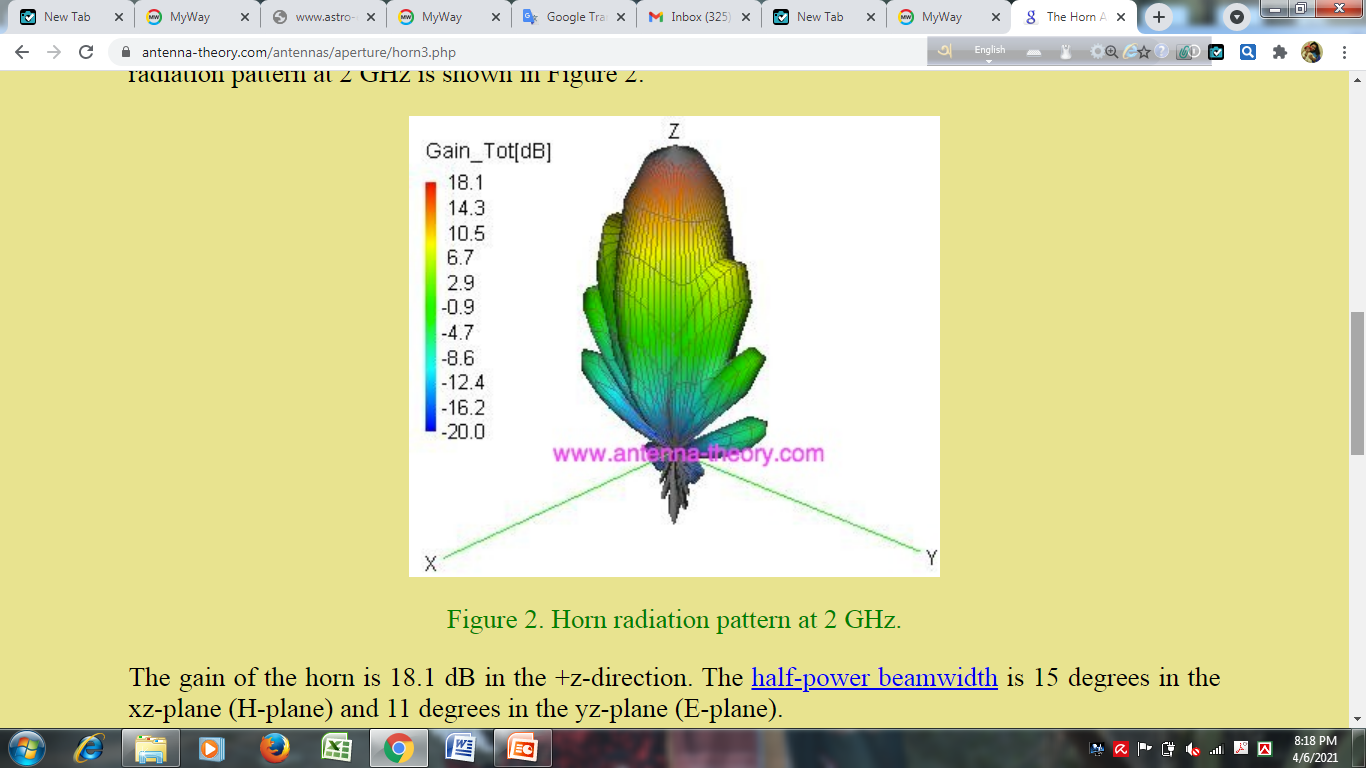 New Tab
MyWay
www.astro-
MyWay
Google Tra
Inbox (325)
New Tab
MyWay
The Horn A
antenna-theory.com/antennas/aperture/horn3.php
English
radiation pattern at 2 GHz is shown in Figure 2.
Z
Gain_Tot[dB]
18.1
14.3
10.5
6.7
2.9
-0.9
-4.7
-8.6
-12.4
-16.2
-20.0
www.antenna-theory.com
X
Y
Figure 2. Horn radiation pattern at 2 GHz.
The gain of the horn is 18.1 dB in the +z-direction. The half-power beamwidth is 15 degrees in the
xz-plane (H-plane) and 11 degrees in the yz-plane (E-plane).
8:18 PM
4/6/2021